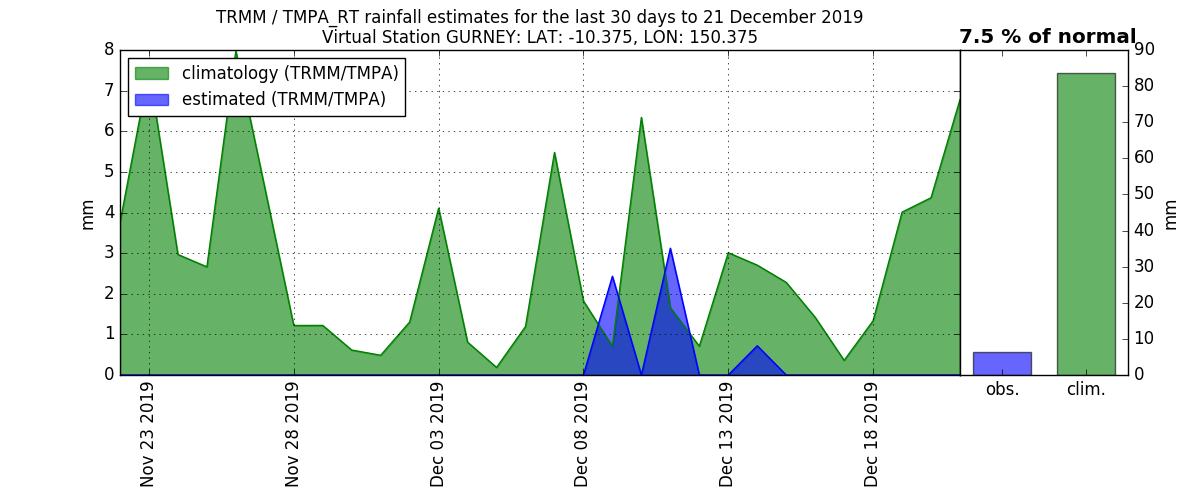 TRMM / TMPA_RT rainfall estimates for the last 30 days to 21 December 2019
Virtual Station GURNEY: LAT: -10.375, LON: 150.375
7.5 % of normal
climatology (TRMM/TMPA)
estimated (TRMM/TMPA)
mm
8
7
6
5
4
3
2
1
0
Nov 23 2019
Nov 28 2019
Dec 03 2019
Dec 08 2019
Dec 13 2019
Dec 18 2019
obs.
clim.
90
80
70
60
50
40
30
20
10
0
mm